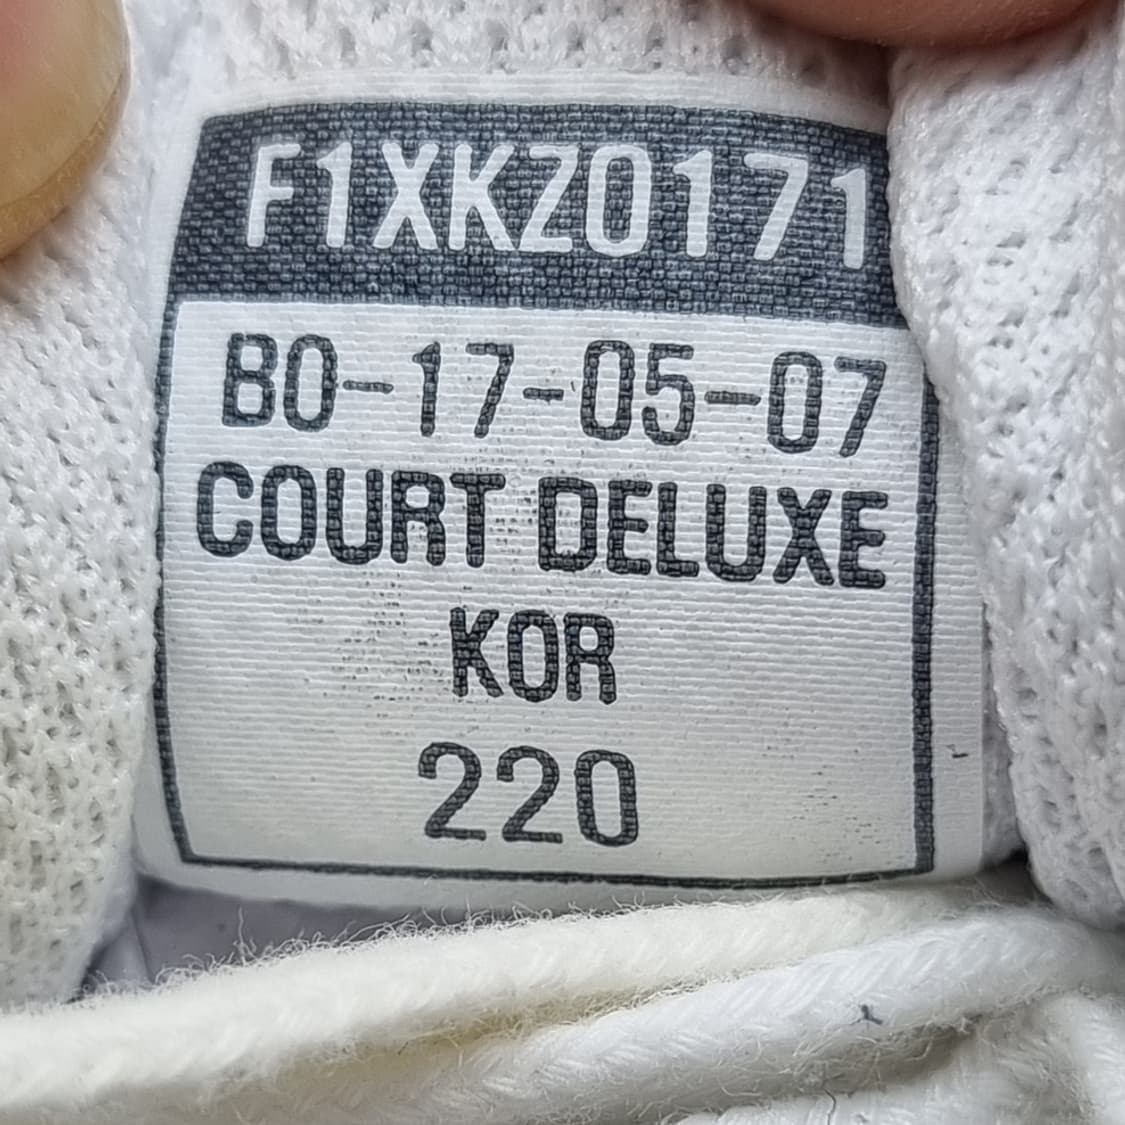 F1XKZ0171
B0-17-05-07
COURT DELUXE
KOR
220